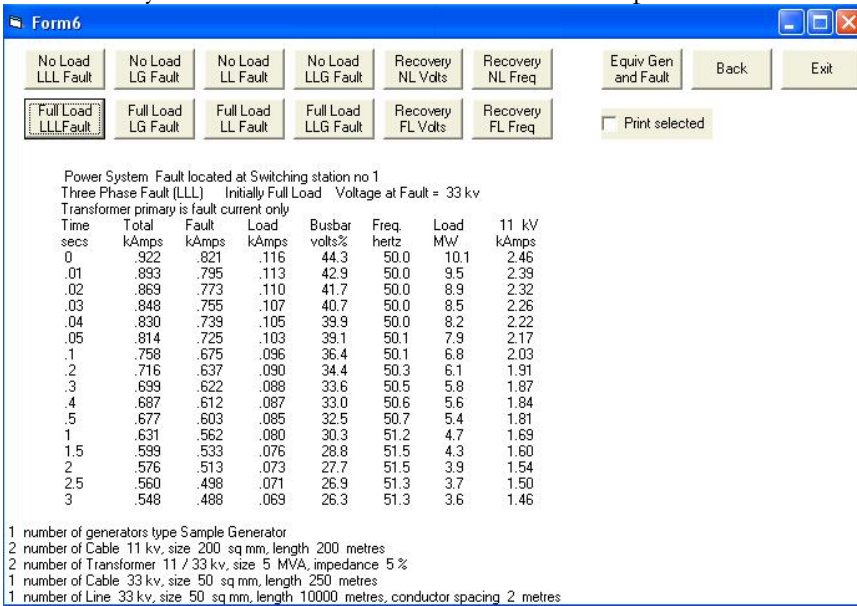 Form6
No Load LLL Fault
No Load LG Fault
No Load LL Fault
No Load LLG Fault
Recovery NL Volts
Recovery NL Freq
Equiv Gen and Fault
Back
Exit
Full Load LLLFault
Full Load LG Fault
Full Load LL Fault
Full Load LLG Fault
Recovery FL Volts
Recovery FL Freq
Print selected
Power System Fault located at Switching station no 1
Three Phase Fault (LLL) Initially Full Load Voltage at Fault = 33 kv
Transformer primary is fault current only
Time Total Fault Load Busbar Freq. Load 11 kV
secs kAmps kAmps kAmps volts% hertz MW kAmps
0 .922 .821 .116 44.3 50.0 10.1 2.46
.01 .893 .795 .113 42.9 50.0 9.5 2.39
.02 .869 .773 .110 41.7 50.0 8.9 2.32
.03 .848 .755 .107 40.7 50.0 8.5 2.26
.04 .830 .739 .105 39.9 50.0 8.2 2.22
.05 .814 .725 .103 39.1 50.1 7.9 2.17
.1 .758 .675 .096 36.4 50.1 6.8 2.03
.2 .716 .637 .090 34.4 50.3 6.1 1.91
.3 .699 .622 .088 33.6 50.5 5.8 1.87
.4 .687 .612 .087 33.0 50.6 5.6 1.84
.5 .677 .603 .085 32.5 50.7 5.4 1.81
1 .631 .562 .080 30.3 51.2 4.7 1.69
1.5 .599 .533 .076 28.8 51.5 4.3 1.60
2 .576 .513 .073 27.7 51.5 3.9 1.54
2.5 .560 .498 .071 26.9 51.3 3.7 1.50
3 .548 .488 .069 26.3 51.3 3.6 1.46
1 number of generators type Sample Generator
2 number of Cable 11 kv, size 200 sq mm, length 200 metres
2 number of Transformer 11 / 33 kv, size 5 MVA, impedance 5 %
1 number of Cable 33 kv, size 50 sq mm, length 250 metres
1 number of Line 33 kv, size 50 sq mm, length 10000 metres, conductor spacing 2 metres